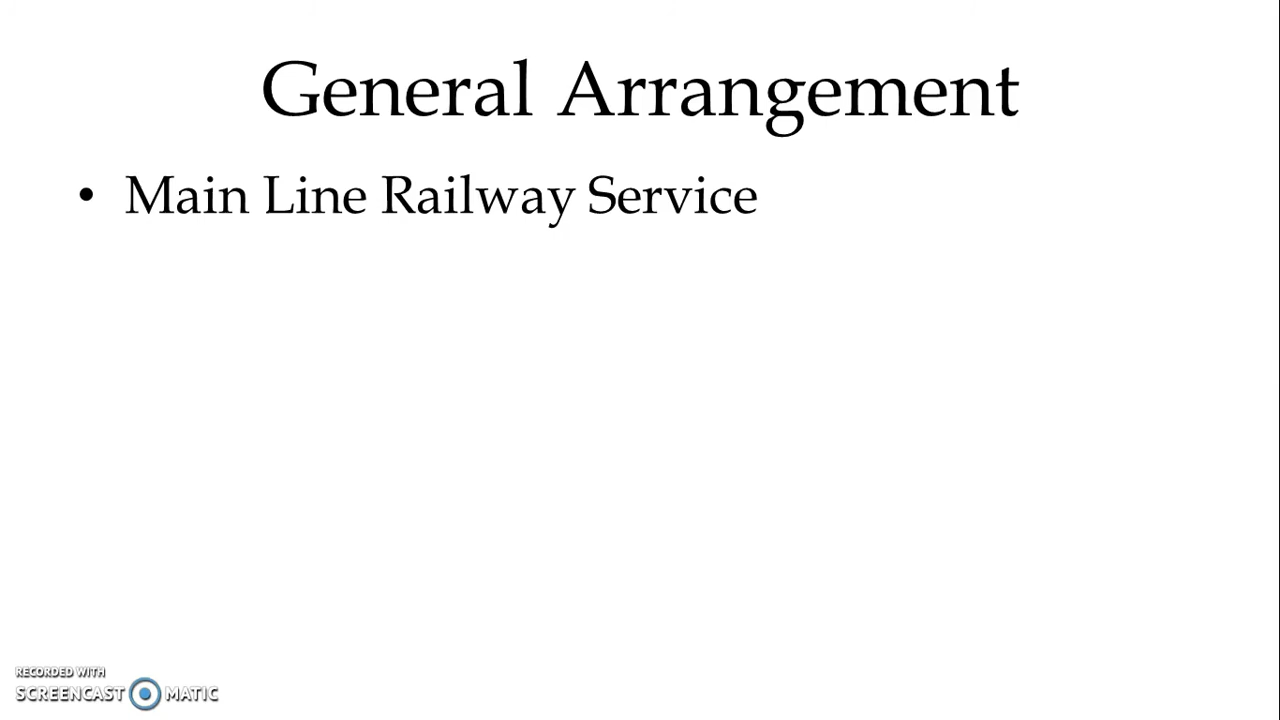 General Arrangement
• Main Line Railway Service
RECORDED WITH
SCREENCAST MATIC